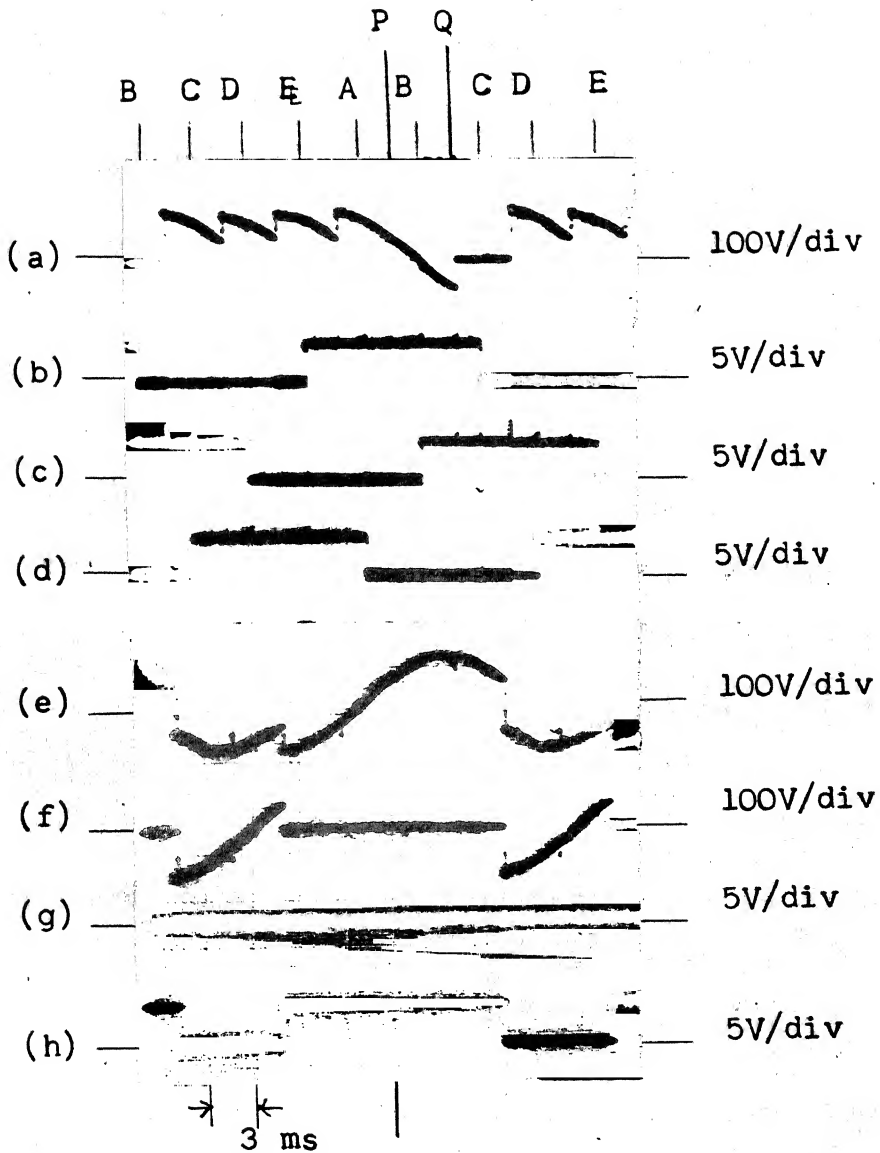 P Q
B C D E A B C D E
(a) 100V/div
(b) 5V/div
(c) 5V/div
(d) 5V/div
(e) 100V/div
(f) 100V/div
(g) 5V/div
(h) 5V/div
3 ms